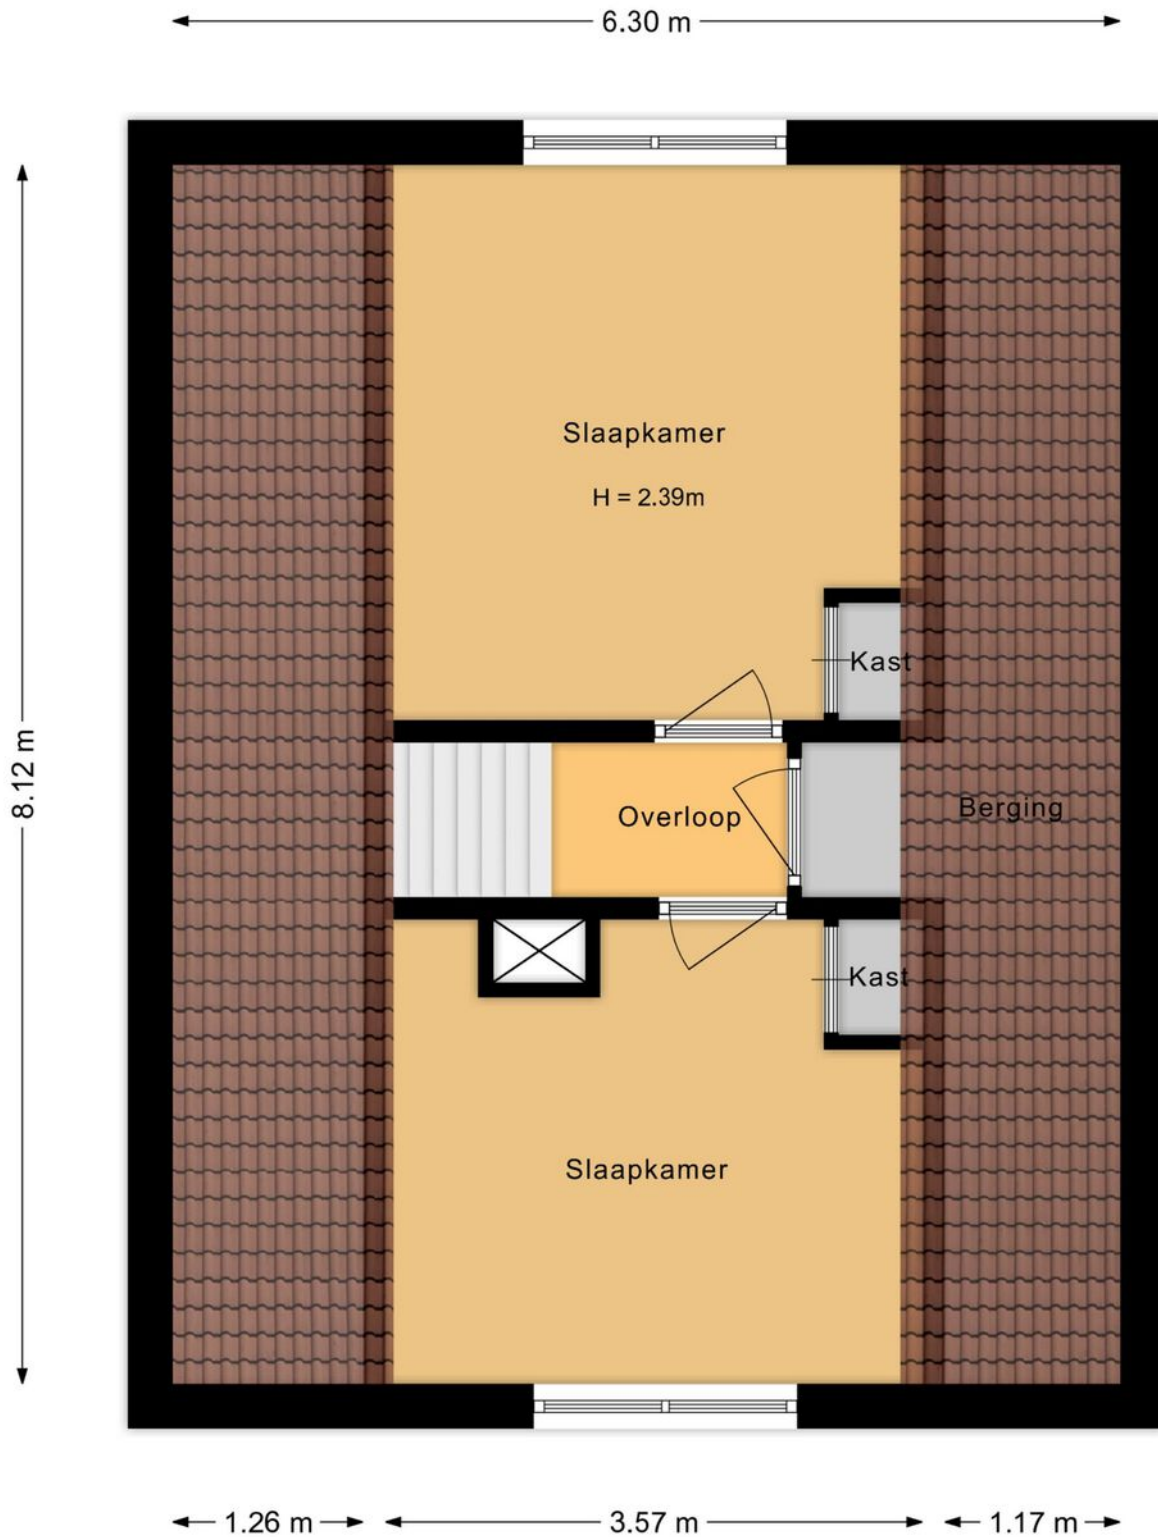 6.30 m
Slaapkamer
H = 2.39m
Kast
8.12 m
Overloop
Berging
Kast
Slaapkamer
1.26 m
3.57 m
1.17 m